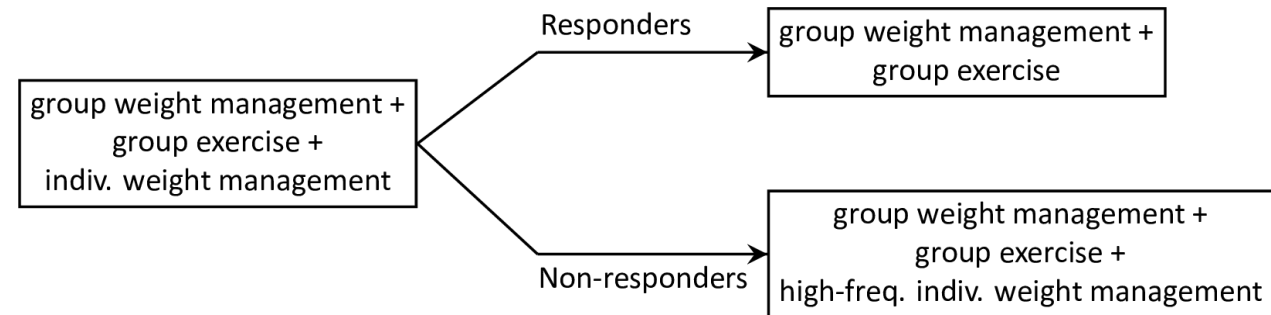 group weight management +
group exercise +
indiv. weight management
Responders
group weight management +
group exercise
Non-responders
group weight management +
group exercise +
high-freq. indiv. weight management